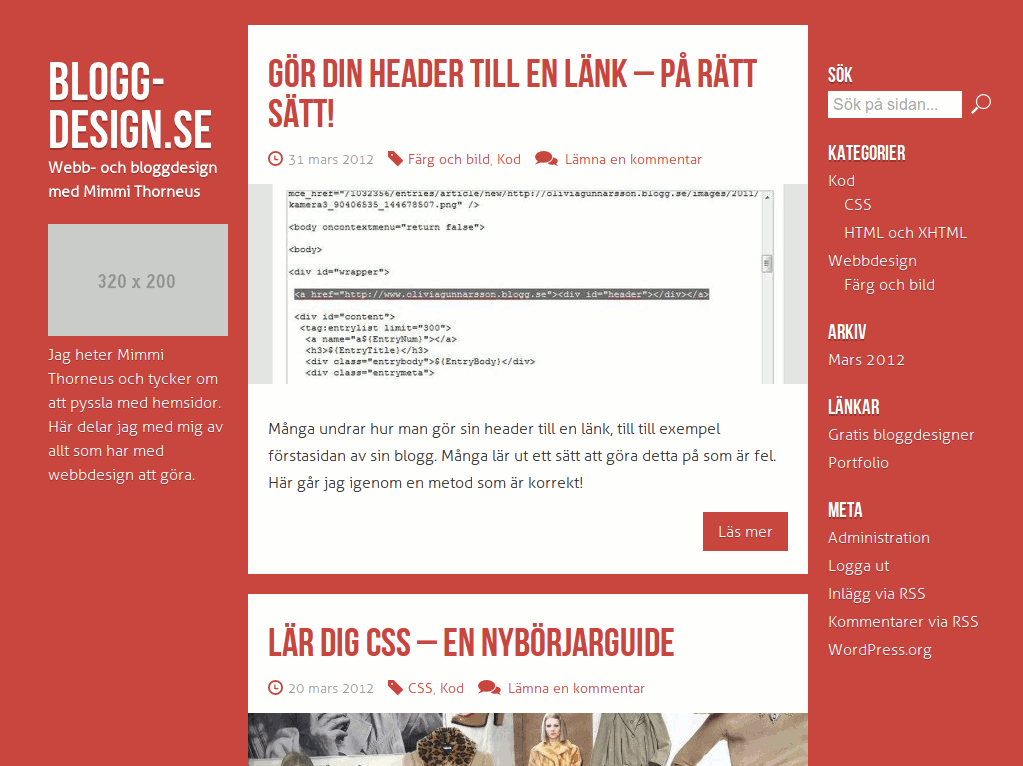 BLOGG-
DESIGN.SE
Webb- och bloggdesign
med Mimmi Thorneus
320 x 200
Jag heter Mimmi
Thorneus och tycker om
att pyssla med hemsidor.
Här delar jag med mig av
allt som har med
webbdesign att göra.
GÖR DIN HEADER TILL EN LÄNK – PÅ RÄTT
SÄTT!
31 mars 2012 Färg och bild, Kod Lämna en kommentar
mce_href="/1032356/entries/article/new/http://oliviagunnarsson.blogg.se/images/2011/
kamera3_90406535_144678507.png" />
<body oncontextmenu="return false">
<body>
<div id="wrapper">
<a href="http://www.oliviagunnarsson.blogg.se"><div id="header"></div></a>
<div id="content">
<tag:entrylist limit="300">
<a name="a${EntryNum}"></a>
<h3>${EntryTitle}</h3>
<div class="entrybody">${EntryBody}</div>
<div class="entrymeta">
Många undrar hur man gör sin header till en länk, till till exempel
förstasidan av sin blogg. Många lär ut ett sätt att göra detta på som är fel.
Här går jag igenom en metod som är korrekt!
Läs mer
LÄR DIG CSS – EN NYBÖRJARGUIDE
20 mars 2012 CSS, Kod Lämna en kommentar
SÖK
Sök på sidan...
KATEGORIER
Kod
CSS
HTML och XHTML
Webbdesign
Färg och bild
ARKIV
Mars 2012
LÄNKAR
Gratis bloggdesigner
Portfolio
META
Administration
Logga ut
Inlägg via RSS
Kommentarer via RSS
WordPress.org